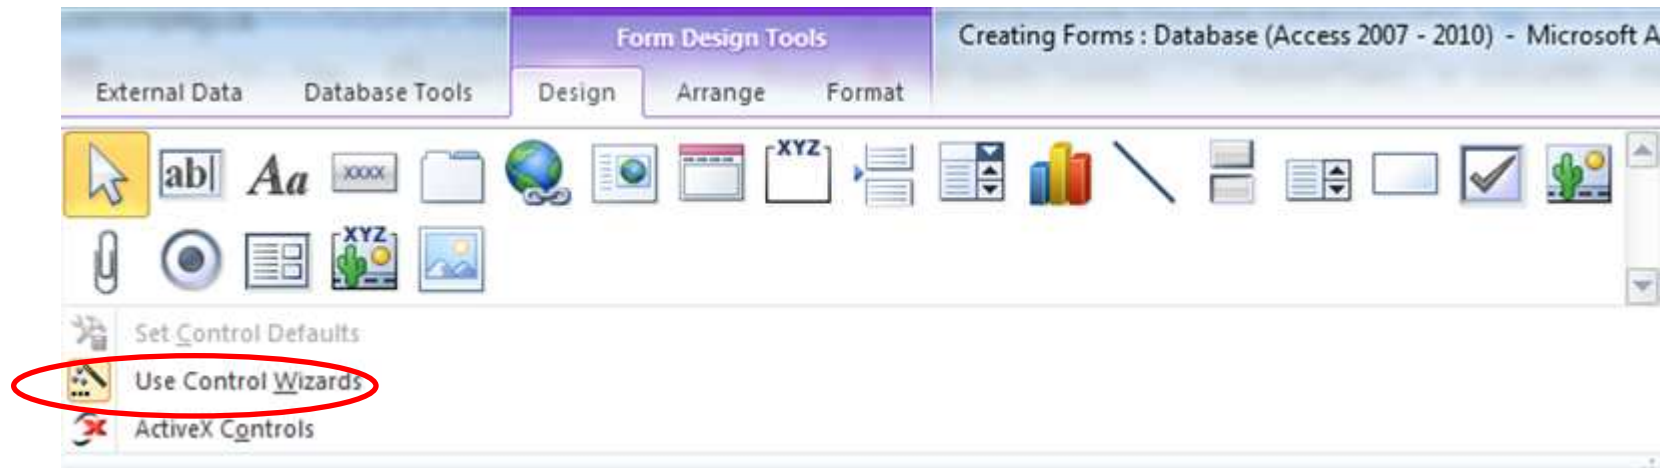 Form Design Tools
Creating Forms : Database (Access 2007 - 2010) - Microsoft A
External Data Database Tools Design Arrange Format
ab Aa XXXX XYZ
XYZ
Set Control Defaults
Use Control Wizards
ActiveX Controls